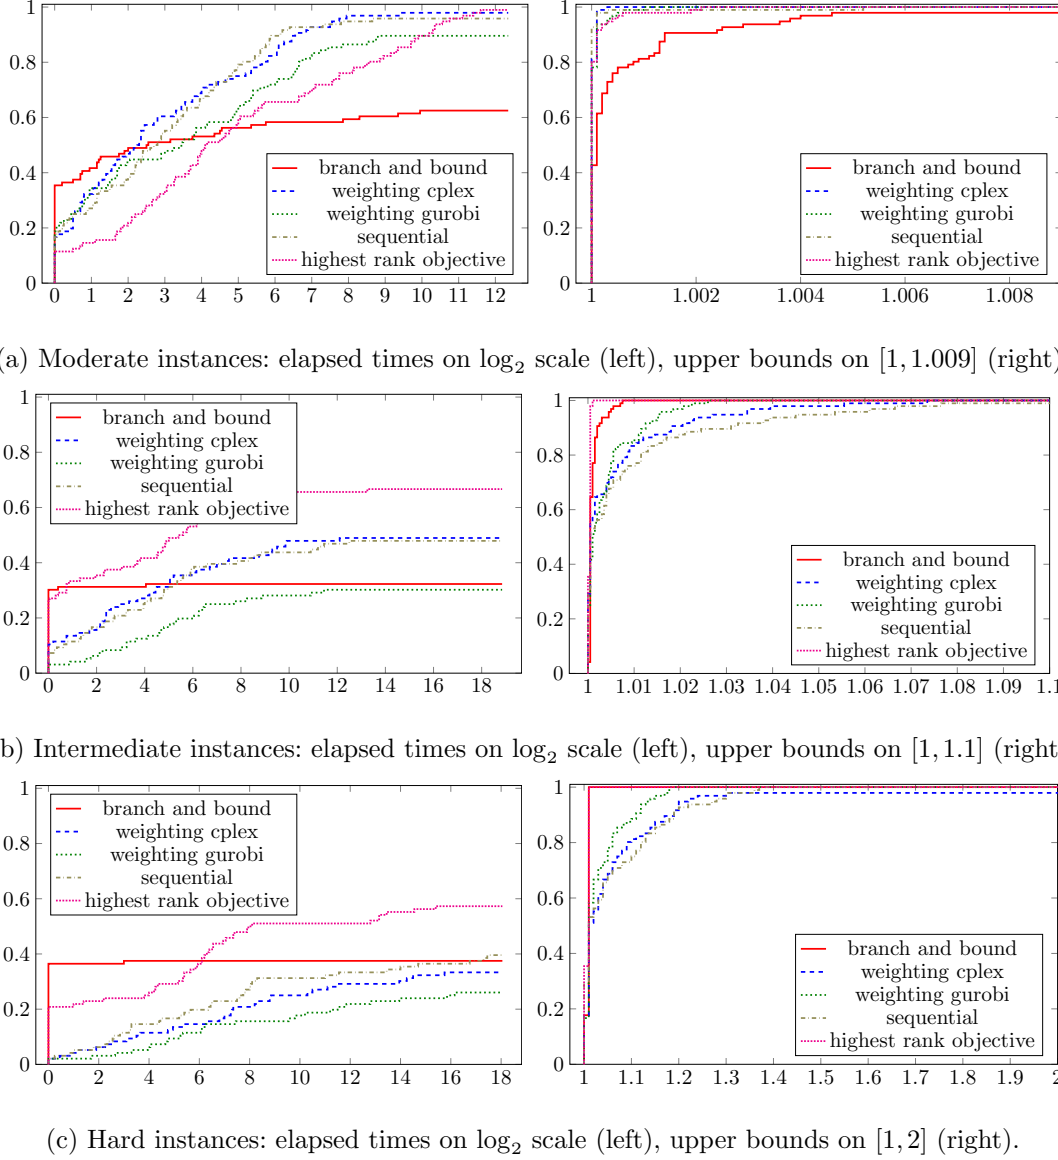 1
0.8
0.6
0.4
0.2
0
0 1 2 3 4 5 6 7 8 9 10 11 12
branch and bound
weighting cplex
weighting gurobi
sequential
highest rank objective
1
0.8
0.6
0.4
0.2
0
1 1.002 1.004 1.006 1.008
branch and bound
weighting cplex
weighting gurobi
sequential
highest rank objective
a) Moderate instances: elapsed times on log₂ scale (left), upper bounds on [1, 1.009] (right)
1
0.8
0.6
0.4
0.2
0
0 2 4 6 8 10 12 14 16 18
branch and bound
weighting cplex
weighting gurobi
sequential
highest rank objective
1
0.8
0.6
0.4
0.2
0
1 1.01 1.02 1.03 1.04 1.05 1.06 1.07 1.08 1.09 1.1
branch and bound
weighting cplex
weighting gurobi
sequential
highest rank objective
b) Intermediate instances: elapsed times on log₂ scale (left), upper bounds on [1, 1.1] (right
1
0.8
0.6
0.4
0.2
0
0 2 4 6 8 10 12 14 16 18
branch and bound
weighting cplex
weighting gurobi
sequential
highest rank objective
1
0.8
0.6
0.4
0.2
0
1 1.1 1.2 1.3 1.4 1.5 1.6 1.7 1.8 1.9 2
branch and bound
weighting cplex
weighting gurobi
sequential
highest rank objective
(c) Hard instances: elapsed times on log₂ scale (left), upper bounds on [1, 2] (right).